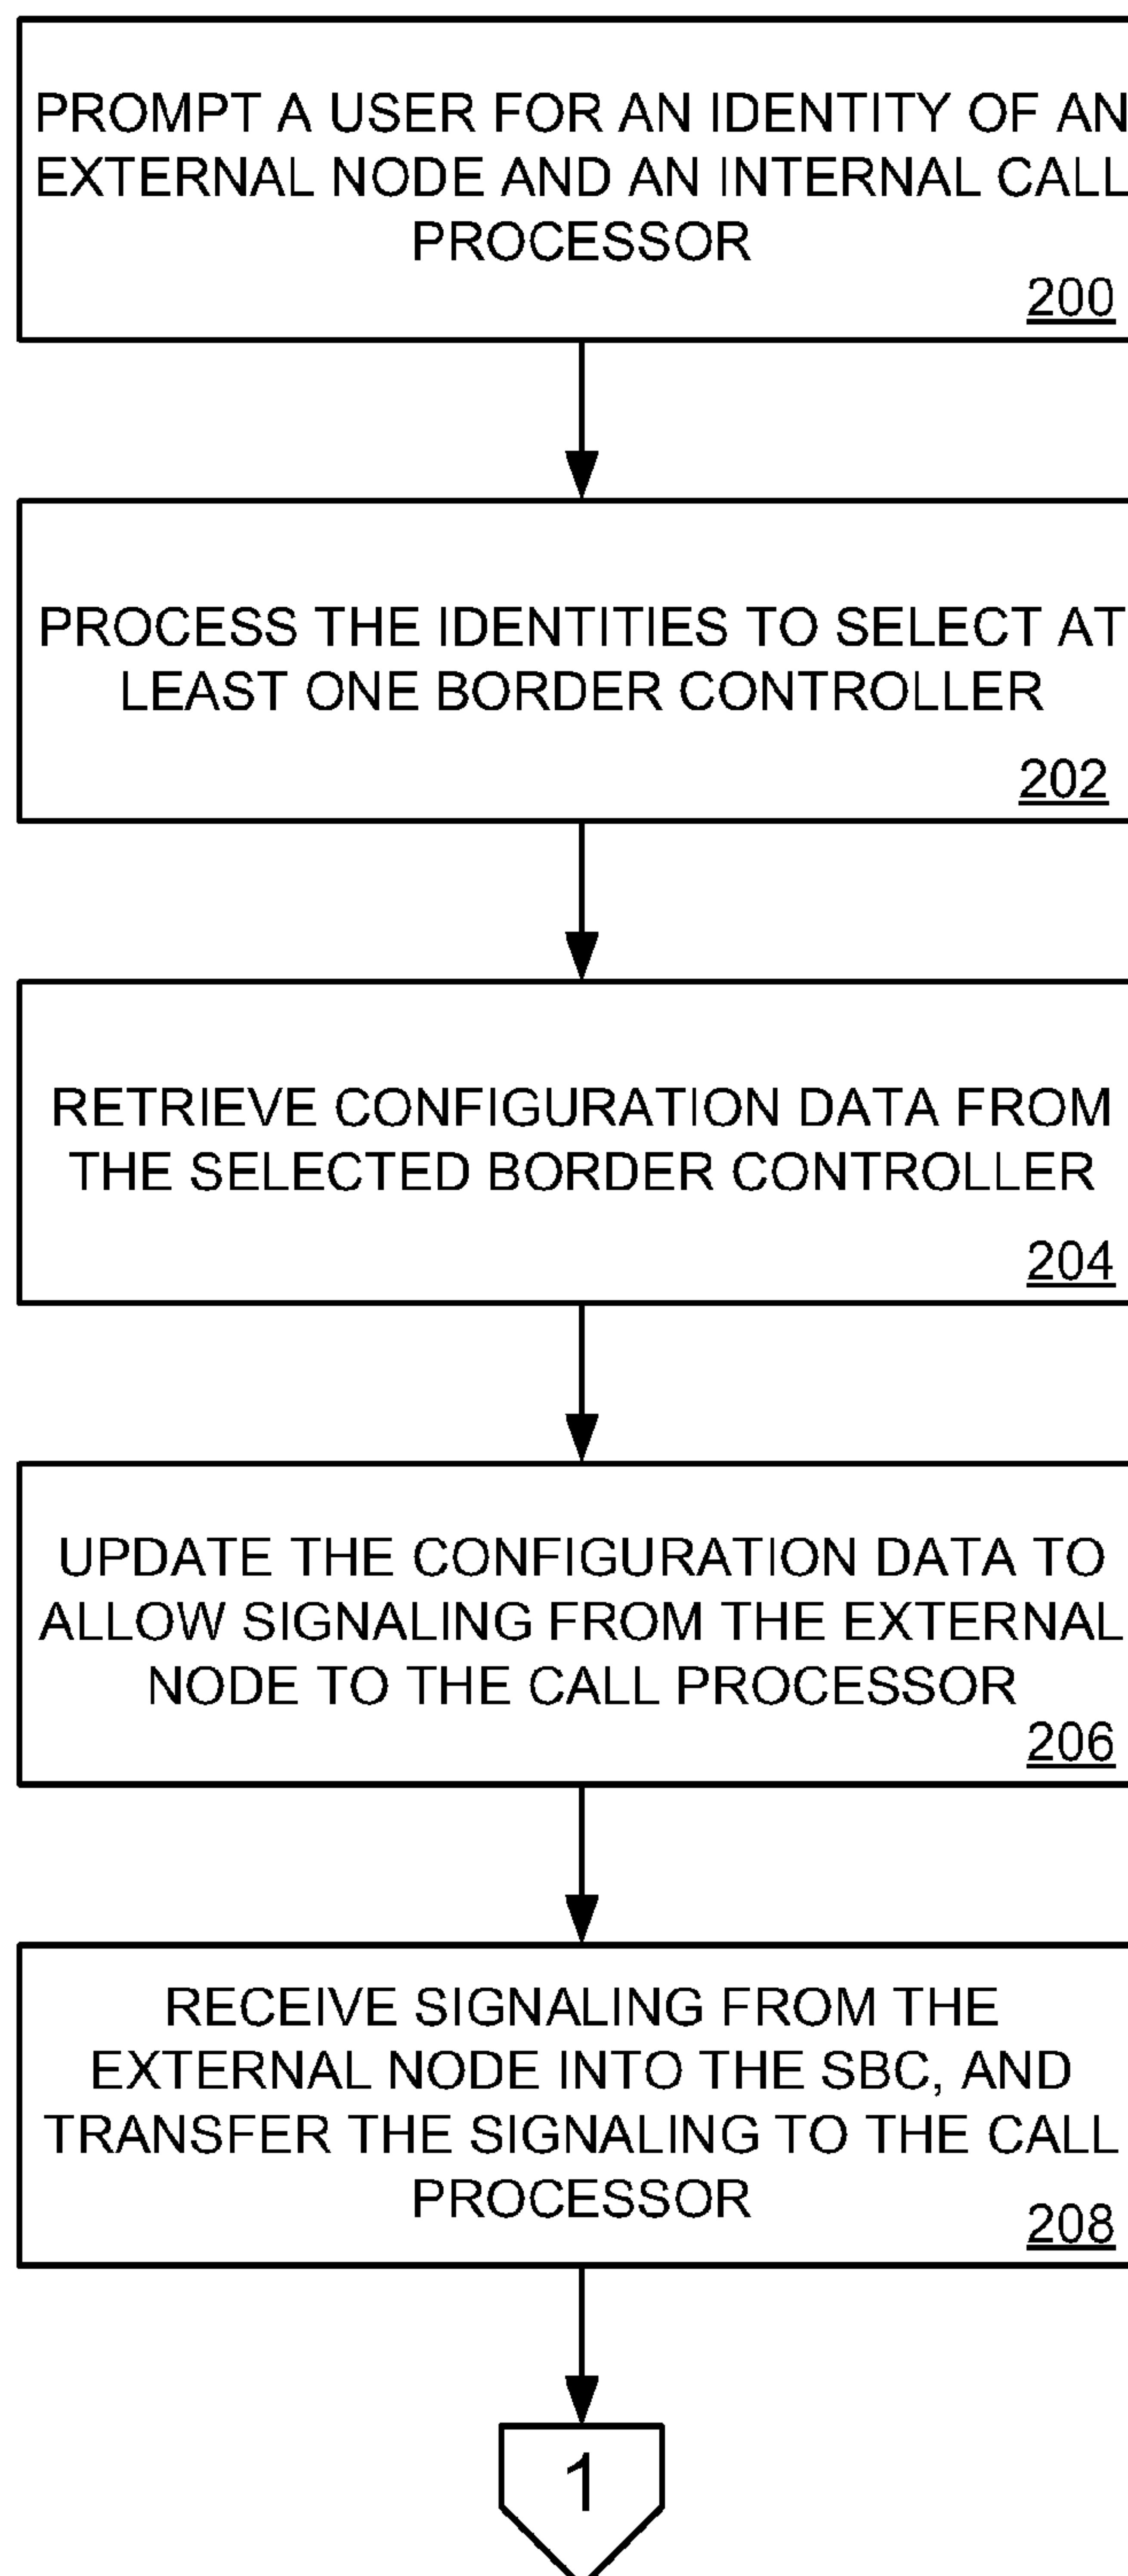 PROMPT A USER FOR AN IDENTITY OF AN
EXTERNAL NODE AND AN INTERNAL CALL
PROCESSOR
200
PROCESS THE IDENTITIES TO SELECT AT
LEAST ONE BORDER CONTROLLER
202
RETRIEVE CONFIGURATION DATA FROM
THE SELECTED BORDER CONTROLLER
204
UPDATE THE CONFIGURATION DATA TO
ALLOW SIGNALING FROM THE EXTERNAL
NODE TO THE CALL PROCESSOR
206
RECEIVE SIGNALING FROM THE
EXTERNAL NODE INTO THE SBC, AND
TRANSFER THE SIGNALING TO THE CALL
PROCESSOR
208
1